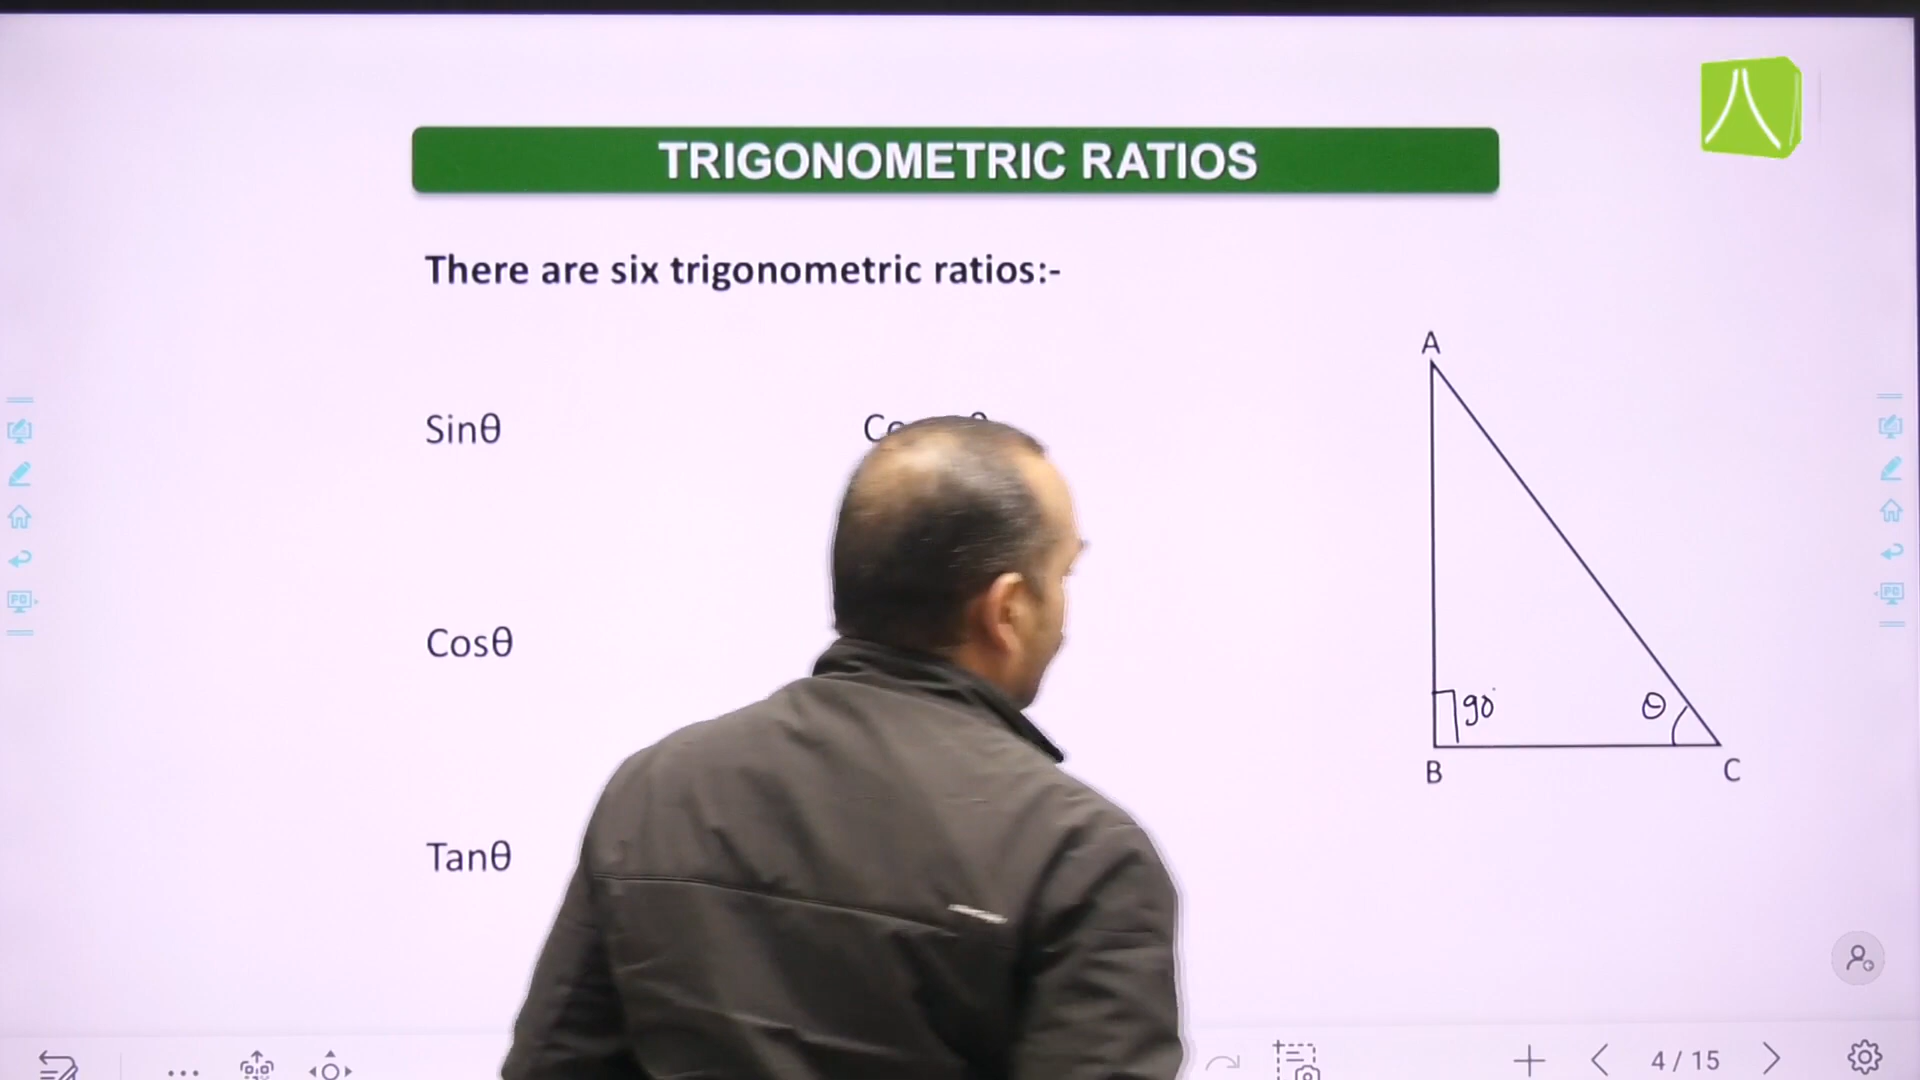 TRIGONOMETRIC RATIOS
There are six trigonometric ratios:-
A
Sinθ
Cosθ
90°
θ
B
C
Tanθ
4 / 15